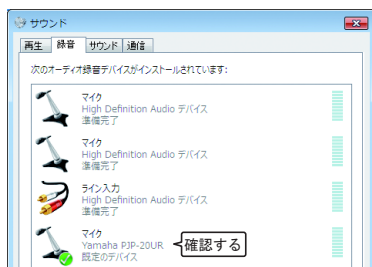 サウンド
再生 録音 サウンド 通信
次のオーディオ録音デバイスがインストールされています:
マイク
High Definition Audio デバイス
準備完了
マイク
High Definition Audio デバイス
準備完了
ライン入力
High Definition Audio デバイス
準備完了
マイク
Yamaha PJP-20UR
既定のデバイス
確認する